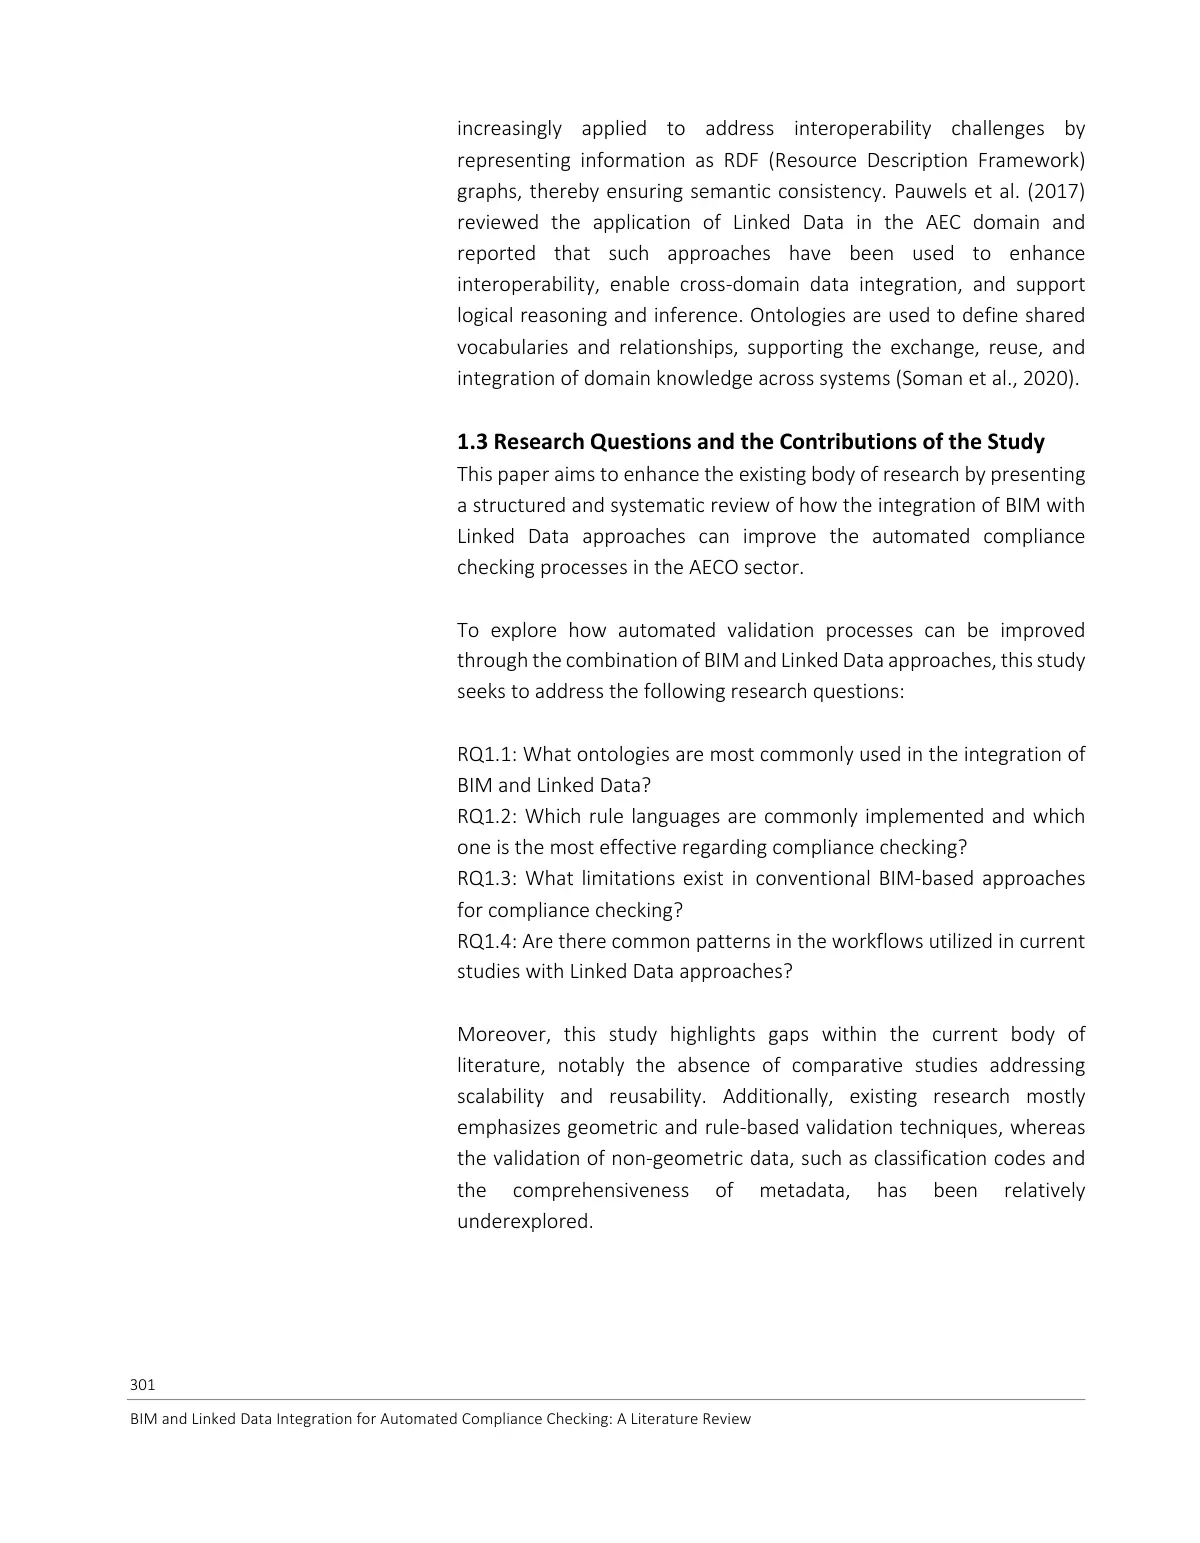 increasingly applied to address interoperability challenges by
representing information as RDF (Resource Description Framework)
graphs, thereby ensuring semantic consistency. Pauwels et al. (2017)
reviewed the application of Linked Data in the AEC domain and
reported that such approaches have been used to enhance
interoperability, enable cross-domain data integration, and support
logical reasoning and inference. Ontologies are used to define shared
vocabularies and relationships, supporting the exchange, reuse, and
integration of domain knowledge across systems (Soman et al., 2020).
1.3 Research Questions and the Contributions of the Study
This paper aims to enhance the existing body of research by presenting
a structured and systematic review of how the integration of BIM with
Linked Data approaches can improve the automated compliance
checking processes in the AECO sector.
To explore how automated validation processes can be improved
through the combination of BIM and Linked Data approaches, this study
seeks to address the following research questions:
RQ1.1: What ontologies are most commonly used in the integration of
BIM and Linked Data?
RQ1.2: Which rule languages are commonly implemented and which
one is the most effective regarding compliance checking?
RQ1.3: What limitations exist in conventional BIM-based approaches
for compliance checking?
RQ1.4: Are there common patterns in the workflows utilized in current
studies with Linked Data approaches?
Moreover, this study highlights gaps within the current body of
literature, notably the absence of comparative studies addressing
scalability and reusability. Additionally, existing research mostly
emphasizes geometric and rule-based validation techniques, whereas
the validation of non-geometric data, such as classification codes and
the comprehensiveness of metadata, has been relatively
underexplored.
301
BIM and Linked Data Integration for Automated Compliance Checking: A Literature Review